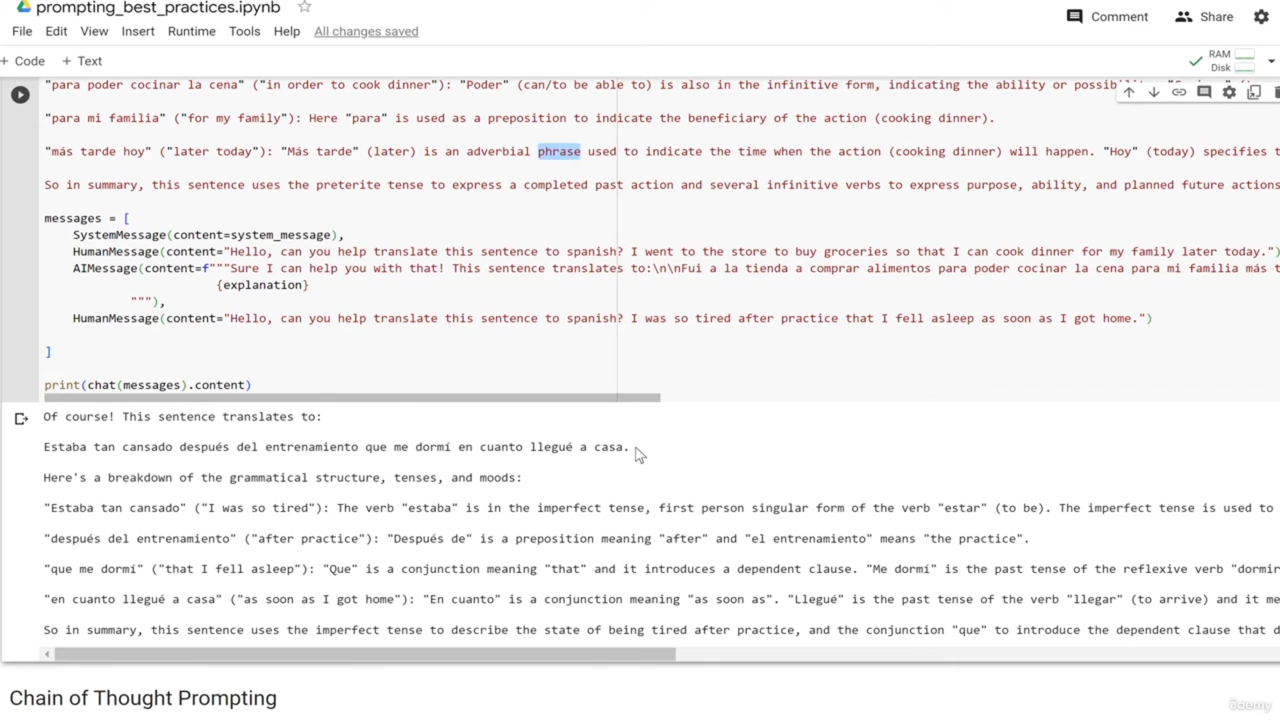 prompting_best_practices.ipynb
File Edit View Insert Runtime Tools Help All changes saved
Comment Share
+ Code + Text
RAM
Disk
"para poder cocinar la cena" ("in order to cook dinner"): "Poder" (can/to be able to) is also in the infinitive form, indicating the ability or
"para mi familia" ("for my family"): Here "para" is used as a preposition to indicate the beneficiary of the action (cooking dinner).
"más tarde hoy" ("later today"): "Más tarde" (later) is an adverbial phrase used to indicate the time when the action (cooking dinner) will happen. "Hoy" (today) specifies t
So in summary, this sentence uses the preterite tense to express a completed past action and several infinitive verbs to express purpose, ability, and planned future actions
messages = [
SystemMessage(content=system_message),
HumanMessage(content="Hello, can you help translate this sentence to spanish? I went to the store to buy groceries so that I can cook dinner for my family later today.")
AIMessage(content=f"""Sure I can help you with that! This sentence translates to:\n\nFui a la tienda a comprar alimentos para poder cocinar la cena para mi familia más t
{explanation}
"""),
HumanMessage(content="Hello, can you help translate this sentence to spanish? I was so tired after practice that I fell asleep as soon as I got home.")
]
print(chat(messages).content)
Of course! This sentence translates to:
Estaba tan cansado después del entrenamiento que me dormí en cuanto llegué a casa.
Here's a breakdown of the grammatical structure, tenses, and moods:
"Estaba tan cansado" ("I was so tired"): The verb "estaba" is in the imperfect tense, first person singular form of the verb "estar" (to be). The imperfect tense is used to
"después del entrenamiento" ("after practice"): "Después de" is a preposition meaning "after" and "el entrenamiento" means "the practice".
"que me dormí" ("that I fell asleep"): "Que" is a conjunction meaning "that" and it introduces a dependent clause. "Me dormí" is the past tense of the reflexive verb "dormir
"en cuanto llegué a casa" ("as soon as I got home"): "En cuanto" is a conjunction meaning "as soon as". "Llegué" is the past tense of the verb "llegar" (to arrive) and it me
So in summary, this sentence uses the imperfect tense to describe the state of being tired after practice, and the conjunction "que" to introduce the dependent clause that d
Chain of Thought Prompting
ûdemy